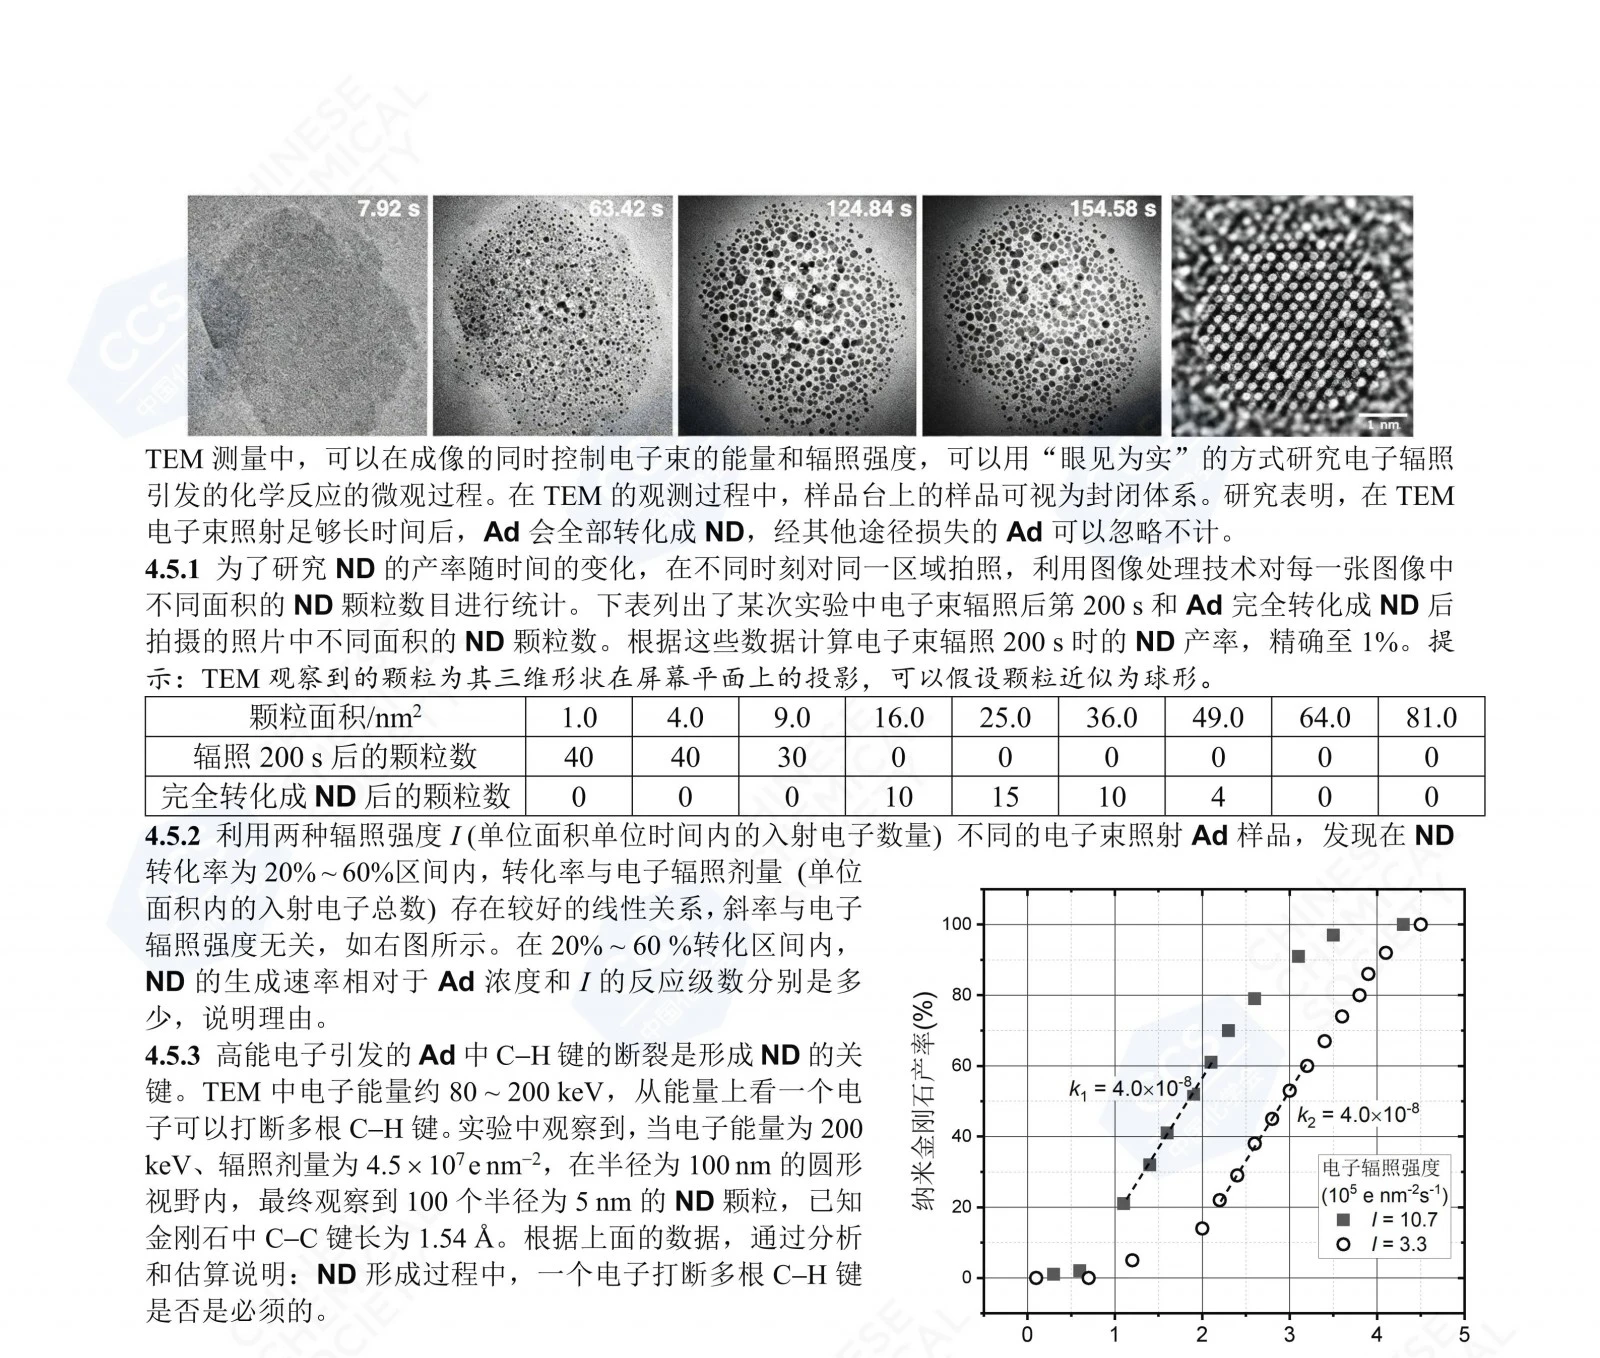 7.92 s 63.42 s 124.84 s 154.58 s
1 nm
TEM 测量中，可以在成像的同时控制电子束的能量和辐照强度，可以用“眼见为实”的方式研究电子辐照
引发的化学反应的微观过程。在 TEM 的观测过程中，样品台上的样品可视为封闭体系。研究表明，在 TEM
电子束照射足够长时间后，Ad 会全部转化成 ND，经其他途径损失的 Ad 可以忽略不计。
4.5.1 为了研究 ND 的产率随时间的变化，在不同时刻对同一区域拍照，利用图像处理技术对每一张图像中
不同面积的 ND 颗粒数目进行统计。下表列出了某次实验中电子束辐照后第 200 s 和 Ad 完全转化成 ND 后
拍摄的照片中不同面积的 ND 颗粒数。根据这些数据计算电子束辐照 200 s 时的 ND 产率，精确至 1%。提
示：TEM 观察到的颗粒为其三维形状在屏幕平面上的投影，可以假设颗粒近似为球形。
颗粒面积/nm² 1.0 4.0 9.0 16.0 25.0 36.0 49.0 64.0 81.0
辐照 200 s 后的颗粒数 40 40 30 0 0 0 0 0 0
完全转化成 ND 后的颗粒数 0 0 0 10 15 10 4 0 0
4.5.2 利用两种辐照强度 I (单位面积单位时间内的入射电子数量) 不同的电子束照射 Ad 样品，发现在 ND
转化率为 20% ~ 60%区间内，转化率与电子辐照剂量 (单位
面积内的入射电子总数) 存在较好的线性关系，斜率与电子
辐照强度无关，如右图所示。在 20% ~ 60 %转化区间内，
ND 的生成速率相对于 Ad 浓度和 I 的反应级数分别是多
少，说明理由。
4.5.3 高能电子引发的 Ad 中 C–H 键的断裂是形成 ND 的关
键。TEM 中电子能量约 80 ~ 200 keV，从能量上看一个电
子可以打断多根 C–H 键。实验中观察到，当电子能量为 200
keV、辐照剂量为 4.5 × 10⁷ e nm⁻²，在半径为 100 nm 的圆形
视野内，最终观察到 100 个半径为 5 nm 的 ND 颗粒，已知
金刚石中 C–C 键长为 1.54 Å。根据上面的数据，通过分析
和估算说明：ND 形成过程中，一个电子打断多根 C–H 键
是否是必须的。
纳米金刚石产率(%)
100
80
60
40
20
0
k₁ = 4.0×10⁻⁸
k₂ = 4.0×10⁻⁸
电子辐照强度
(10⁵ e nm⁻²s⁻¹)
I = 10.7
I = 3.3
0 1 2 3 4 5
CHINESE
CHEMICAL
SOCIETY
CCS